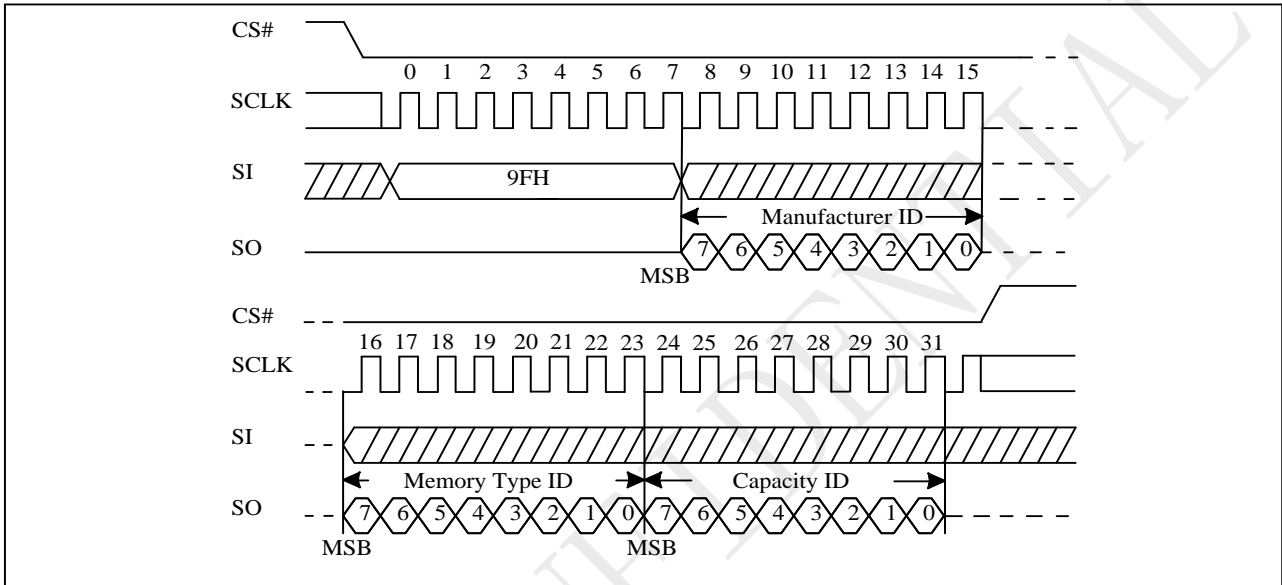 CS#
0 1 2 3 4 5 6 7 8 9 10 11 12 13 14 15
SCLK
SI
9FH
Manufacturer ID
SO
7 6 5 4 3 2 1 0
MSB
CS#
16 17 18 19 20 21 22 23 24 25 26 27 28 29 30 31
SCLK
SI
Memory Type ID Capacity ID
SO
7 6 5 4 3 2 1 0 7 6 5 4 3 2 1 0
MSB MSB